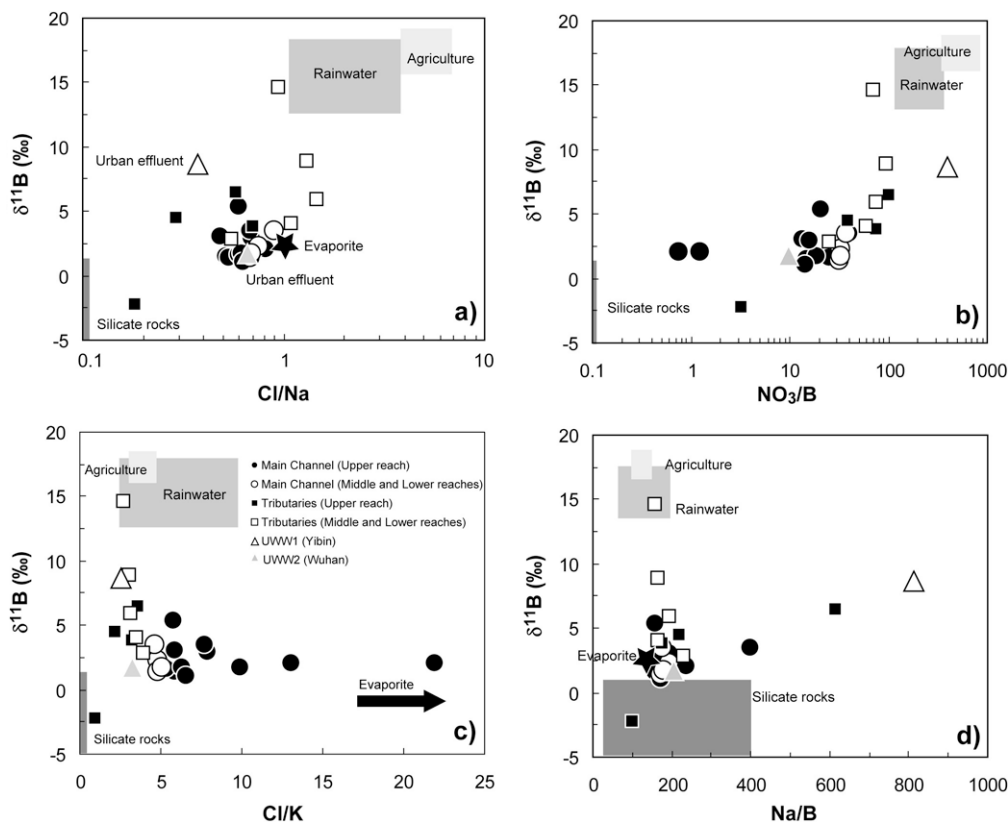 20
15
10
5
0
-5
δ¹¹B (‰)
Agriculture
Rainwater
Urban effluent
Evaporite
Urban effluent
Silicate rocks
a)
0.1
1
10
Cl/Na
20
15
10
5
0
-5
δ¹¹B (‰)
Agriculture
Rainwater
Silicate rocks
b)
0.1
1
10
100
1000
NO₃/B
20
15
10
5
0
-5
δ¹¹B (‰)
Agriculture
Rainwater
Main Channel (Upper reach)
Main Channel (Middle and Lower reaches)
Tributaries (Upper reach)
Tributaries (Middle and Lower reaches)
UWW1 (Yibin)
UWW2 (Wuhan)
Evaporite
Silicate rocks
c)
0
5
10
15
20
25
Cl/K
20
15
10
5
0
-5
δ¹¹B (‰)
Agriculture
Rainwater
Evaporite
Silicate rocks
d)
0
200
400
600
800
1000
Na/B